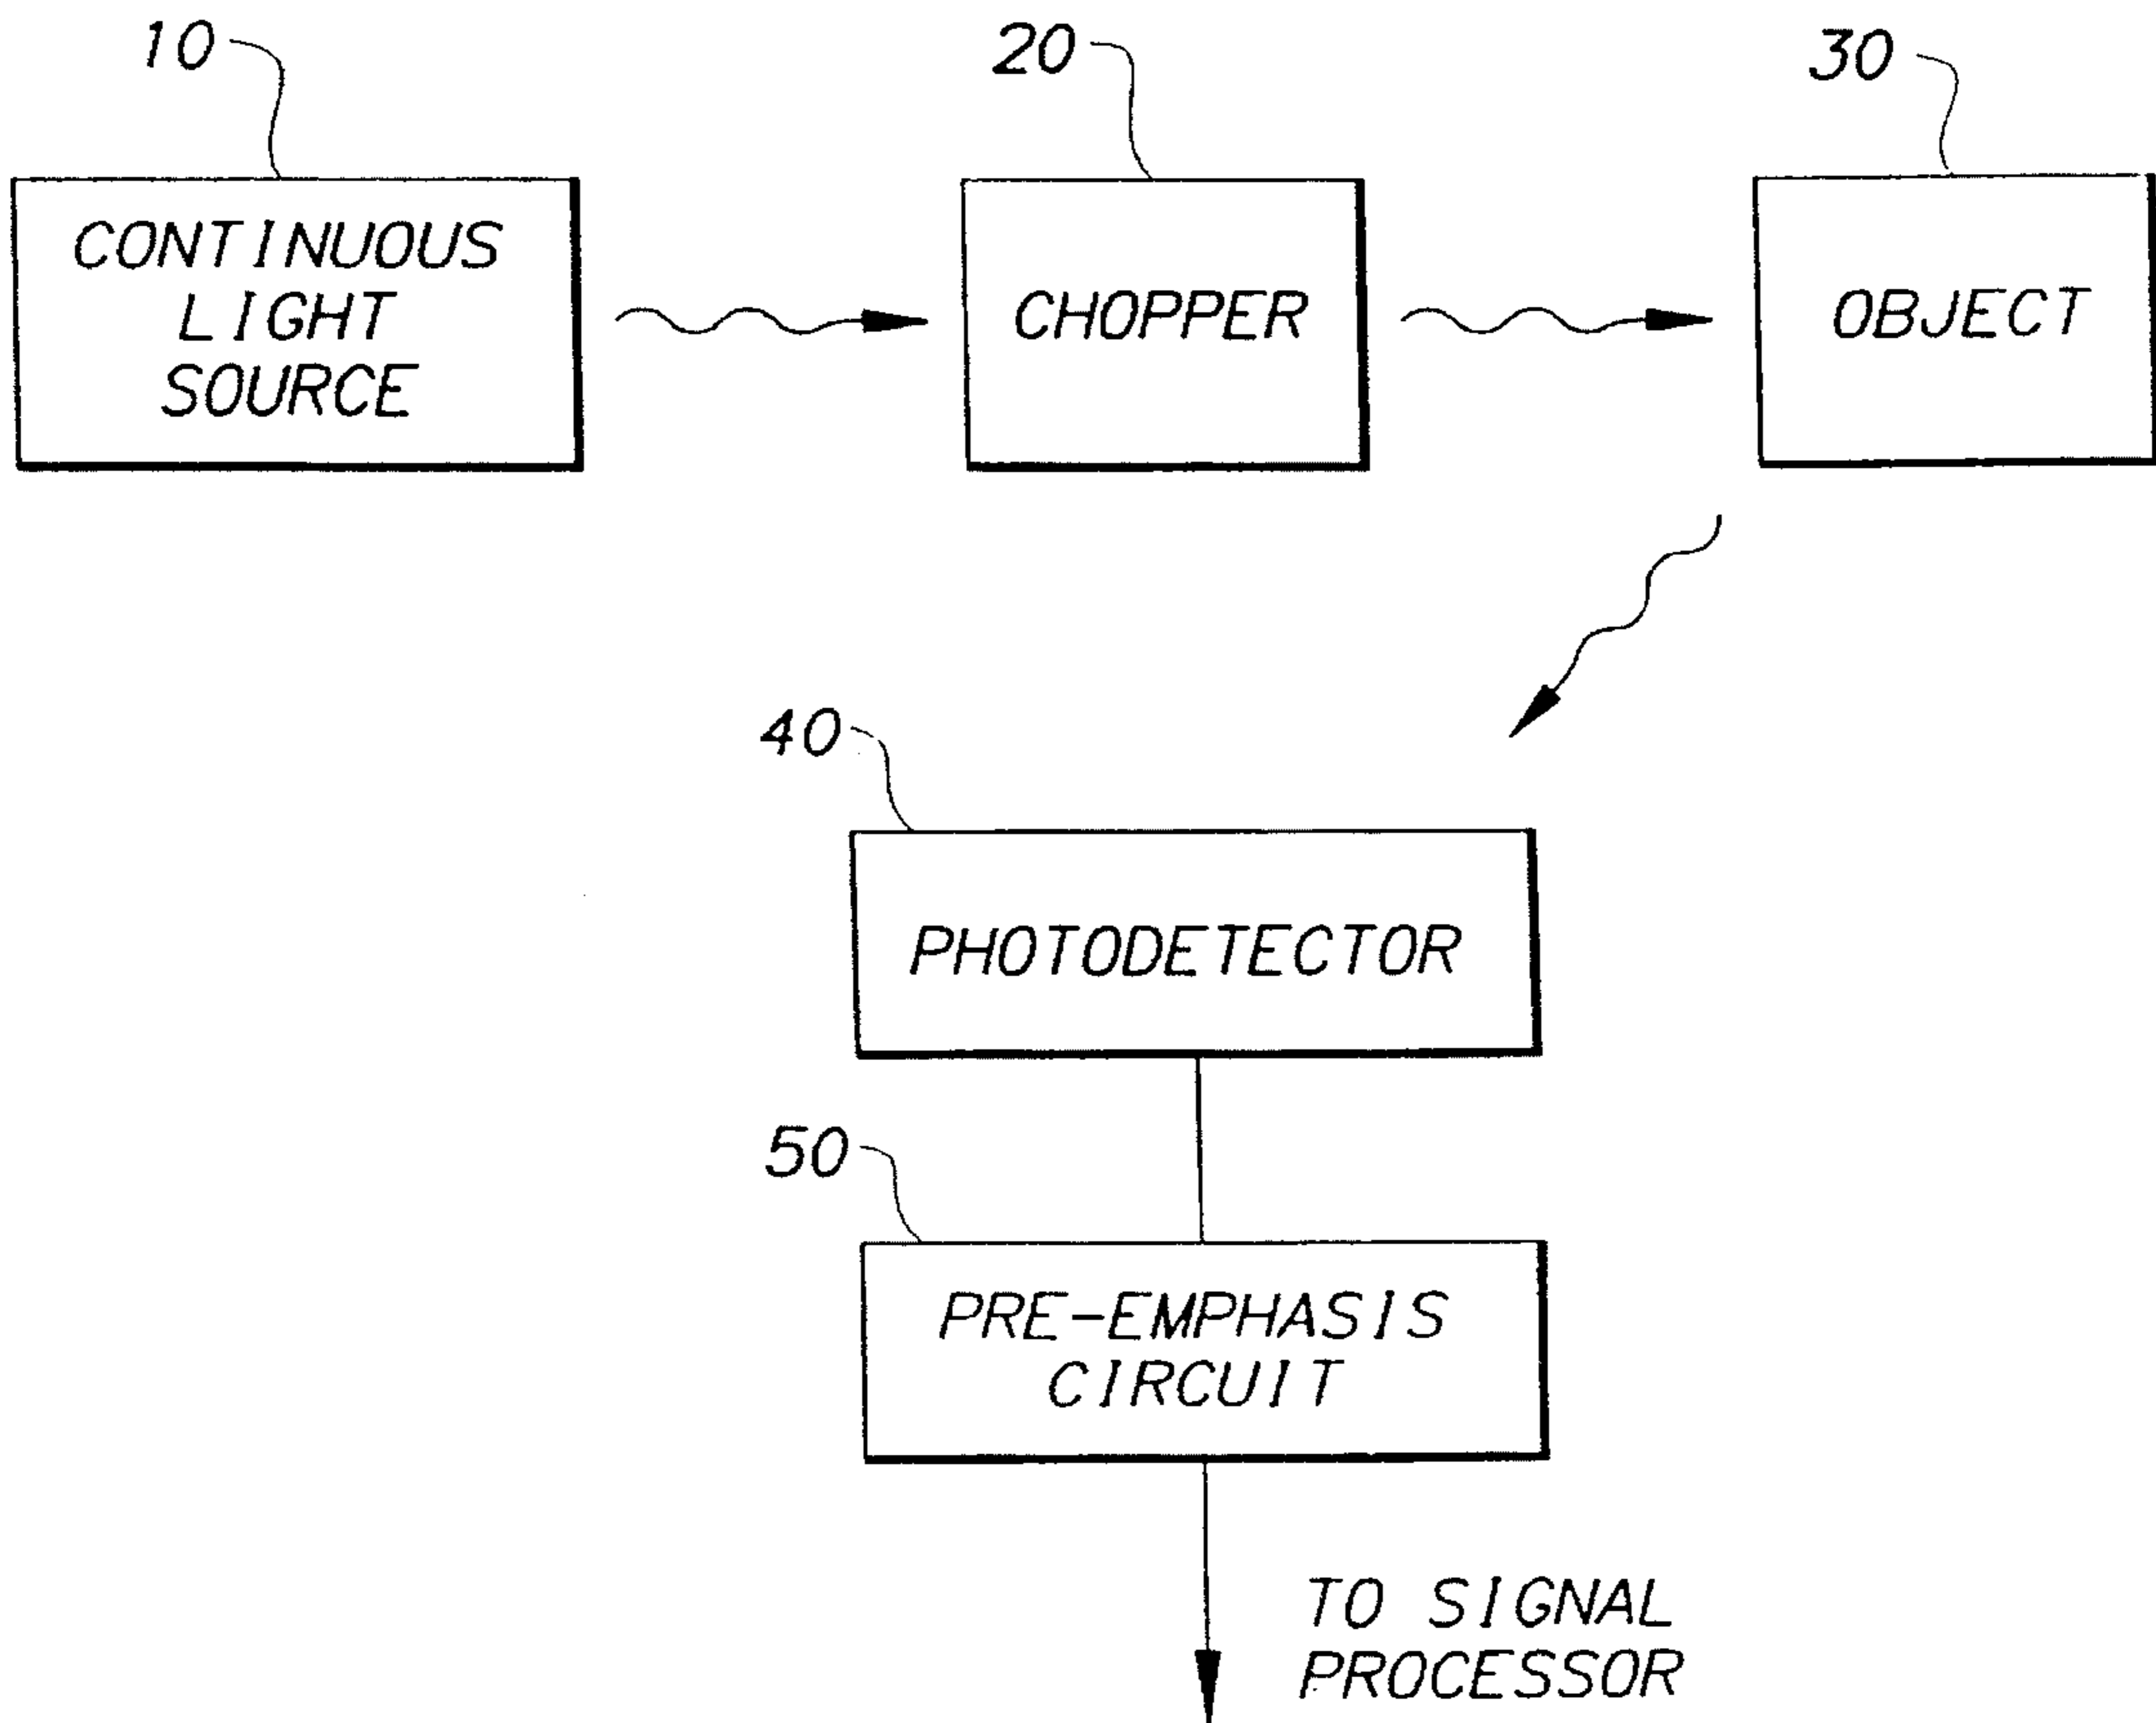 10
20
30
CONTINUOUS
LIGHT
SOURCE
CHOPPER
OBJECT
40
PHOTODETECTOR
50
PRE-EMPHASIS
CIRCUIT
TO SIGNAL
PROCESSOR